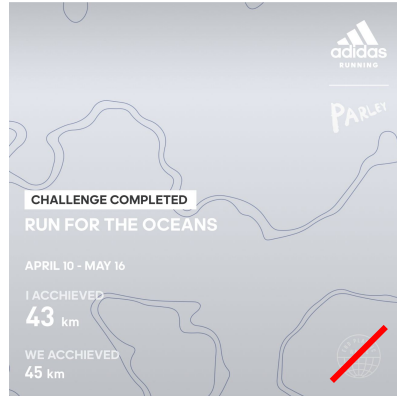 adidas
RUNNING
PARLEY
CHALLENGE COMPLETED
RUN FOR THE OCEANS
APRIL 10 - MAY 16
I ACCHIEVED
43 km
WE ACCHIEVED
45 km